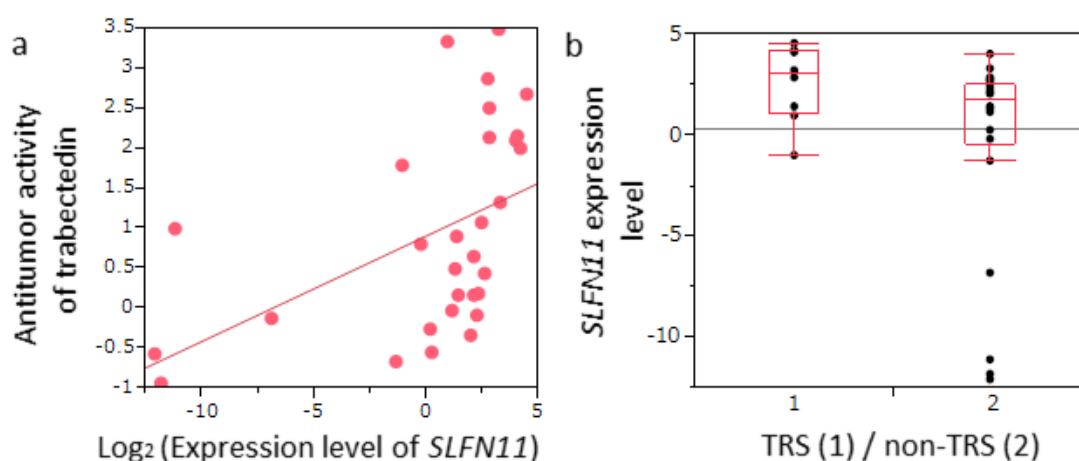 a
Antitumor activity
of trabectedin
3.5
3
2.5
2
1.5
1
0.5
0
-0.5
-1
-10
-5
0
5
Log₂ (Expression level of SLFN11)
b
SLFN11 expression
level
5
0
-5
-10
1
2
TRS (1) / non-TRS (2)